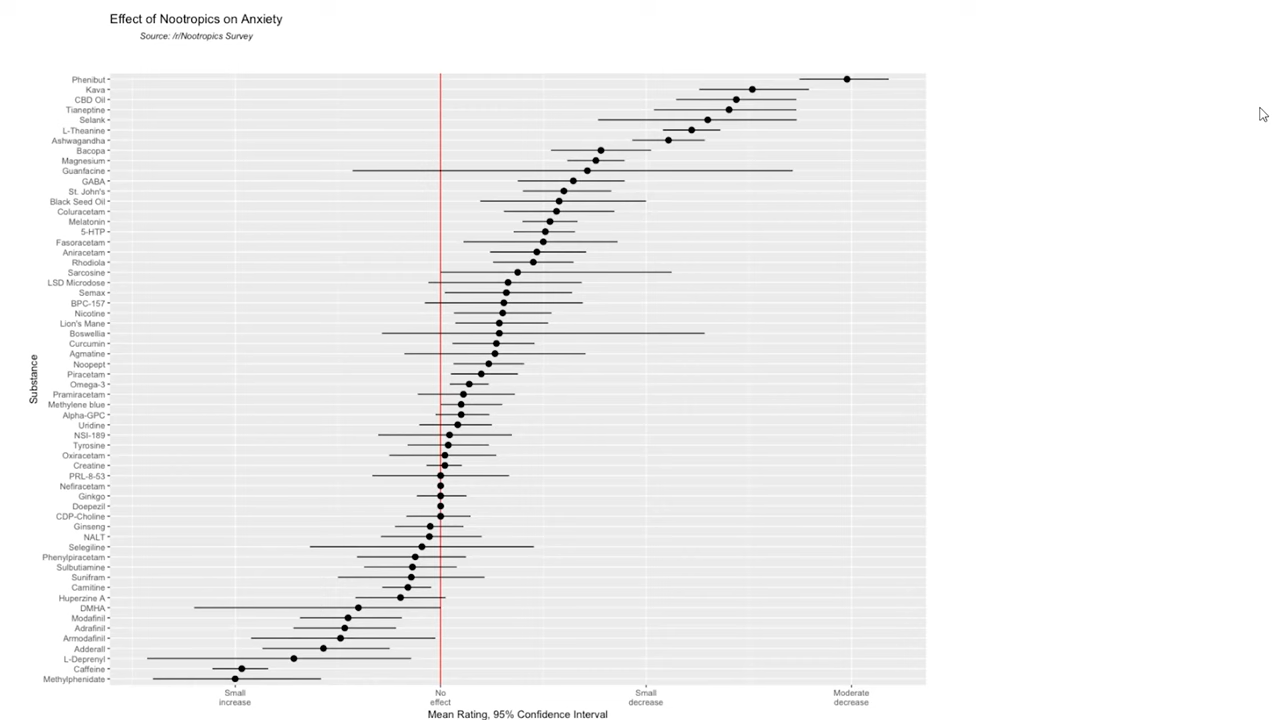 Effect of Nootropics on Anxiety
Source: /r/Nootropics Survey
Substance
Phenibut
Kava
CBD Oil
Tianeptine
Selank
L-Theanine
Ashwagandha
Bacopa
Magnesium
Guanfacine
GABA
St. John's
Black Seed Oil
Coluracetam
Melatonin
5-HTP
Fasoracetam
Aniracetam
Rhodiola
Sarcosine
LSD Microdose
Semax
BPC-157
Nicotine
Lion's Mane
Boswellia
Curcumin
Agmatine
Noopept
Piracetam
Omega-3
Pramiracetam
Methylene blue
Alpha-GPC
Uridine
NSI-189
Tyrosine
Oxiracetam
Creatine
PRL-8-53
Nefiracetam
Ginkgo
Doepezil
CDP-Choline
Ginseng
NALT
Selegiline
Phenylpiracetam
Sulbutiamine
Sunifram
Carnitine
Huperzine A
DMHA
Modafinil
Adrafinil
Armodafinil
Adderall
L-Deprenyl
Caffeine
Methylphenidate
Small
increase
No
effect
Small
decrease
Moderate
decrease
Mean Rating, 95% Confidence Interval